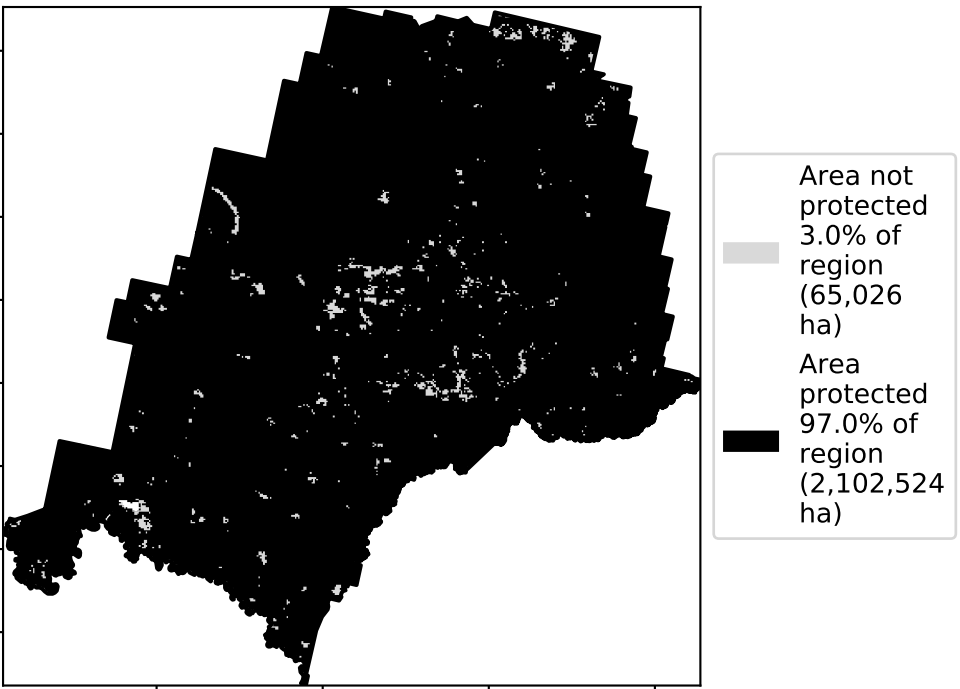 Area not
protected
3.0% of
region
(65,026
ha)
Area
protected
97.0% of
region
(2,102,524
ha)